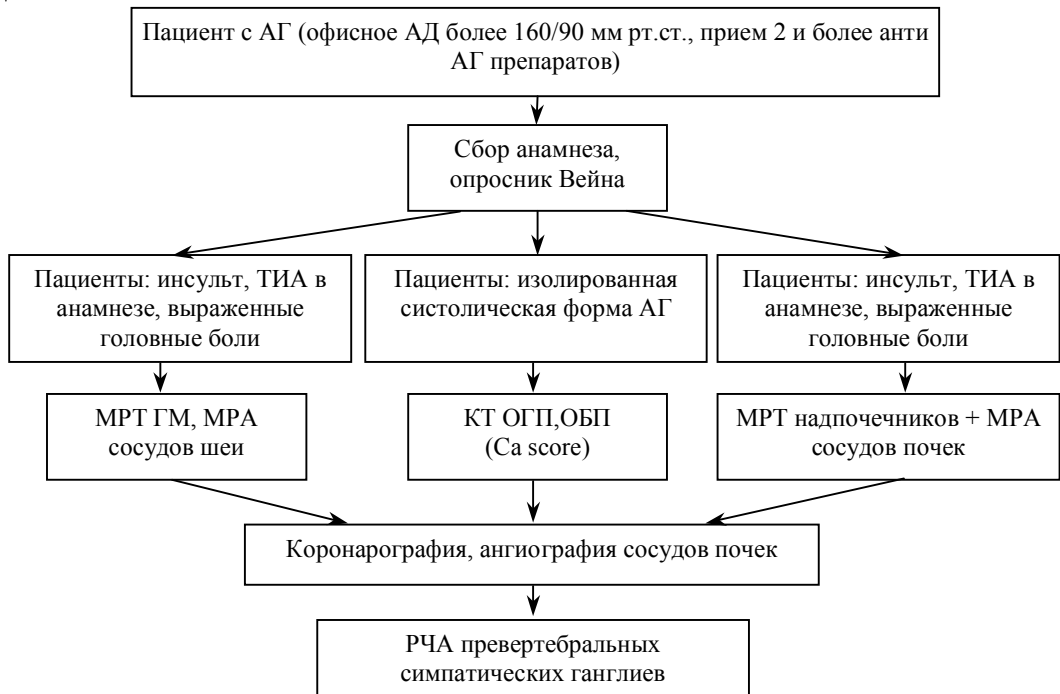 Пациент с АГ (офисное АД более 160/90 мм рт.ст., прием 2 и более анти
АГ препаратов)
Сбор анамнеза,
опросник Вейна
Пациенты: инсульт, ТИА в
анамнезе, выраженные
головные боли
Пациенты: изолированная
систолическая форма АГ
Пациенты: инсульт, ТИА в
анамнезе, выраженные
головные боли
МРТ ГМ, МРА
сосудов шеи
КТ ОГП,ОБП
(Ca score)
МРТ надпочечников + МРА
сосудов почек
Коронарография, ангиография сосудов почек
РЧА превертебральных
симпатических ганглиев